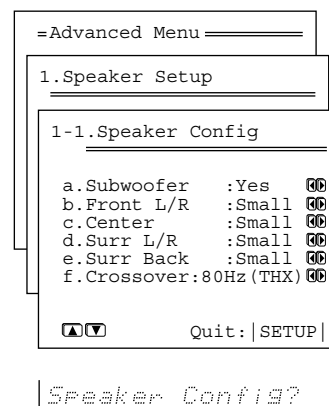 =Advanced Menu
1.Speaker Setup
1-1.Speaker Config
a.Subwoofer :Yes
b.Front L/R :Small
c.Center :Small
d.Surr L/R :Small
e.Surr Back :Small
f.Crossover:80Hz(THX)
Quit:|SETUP|
Speaker Config?